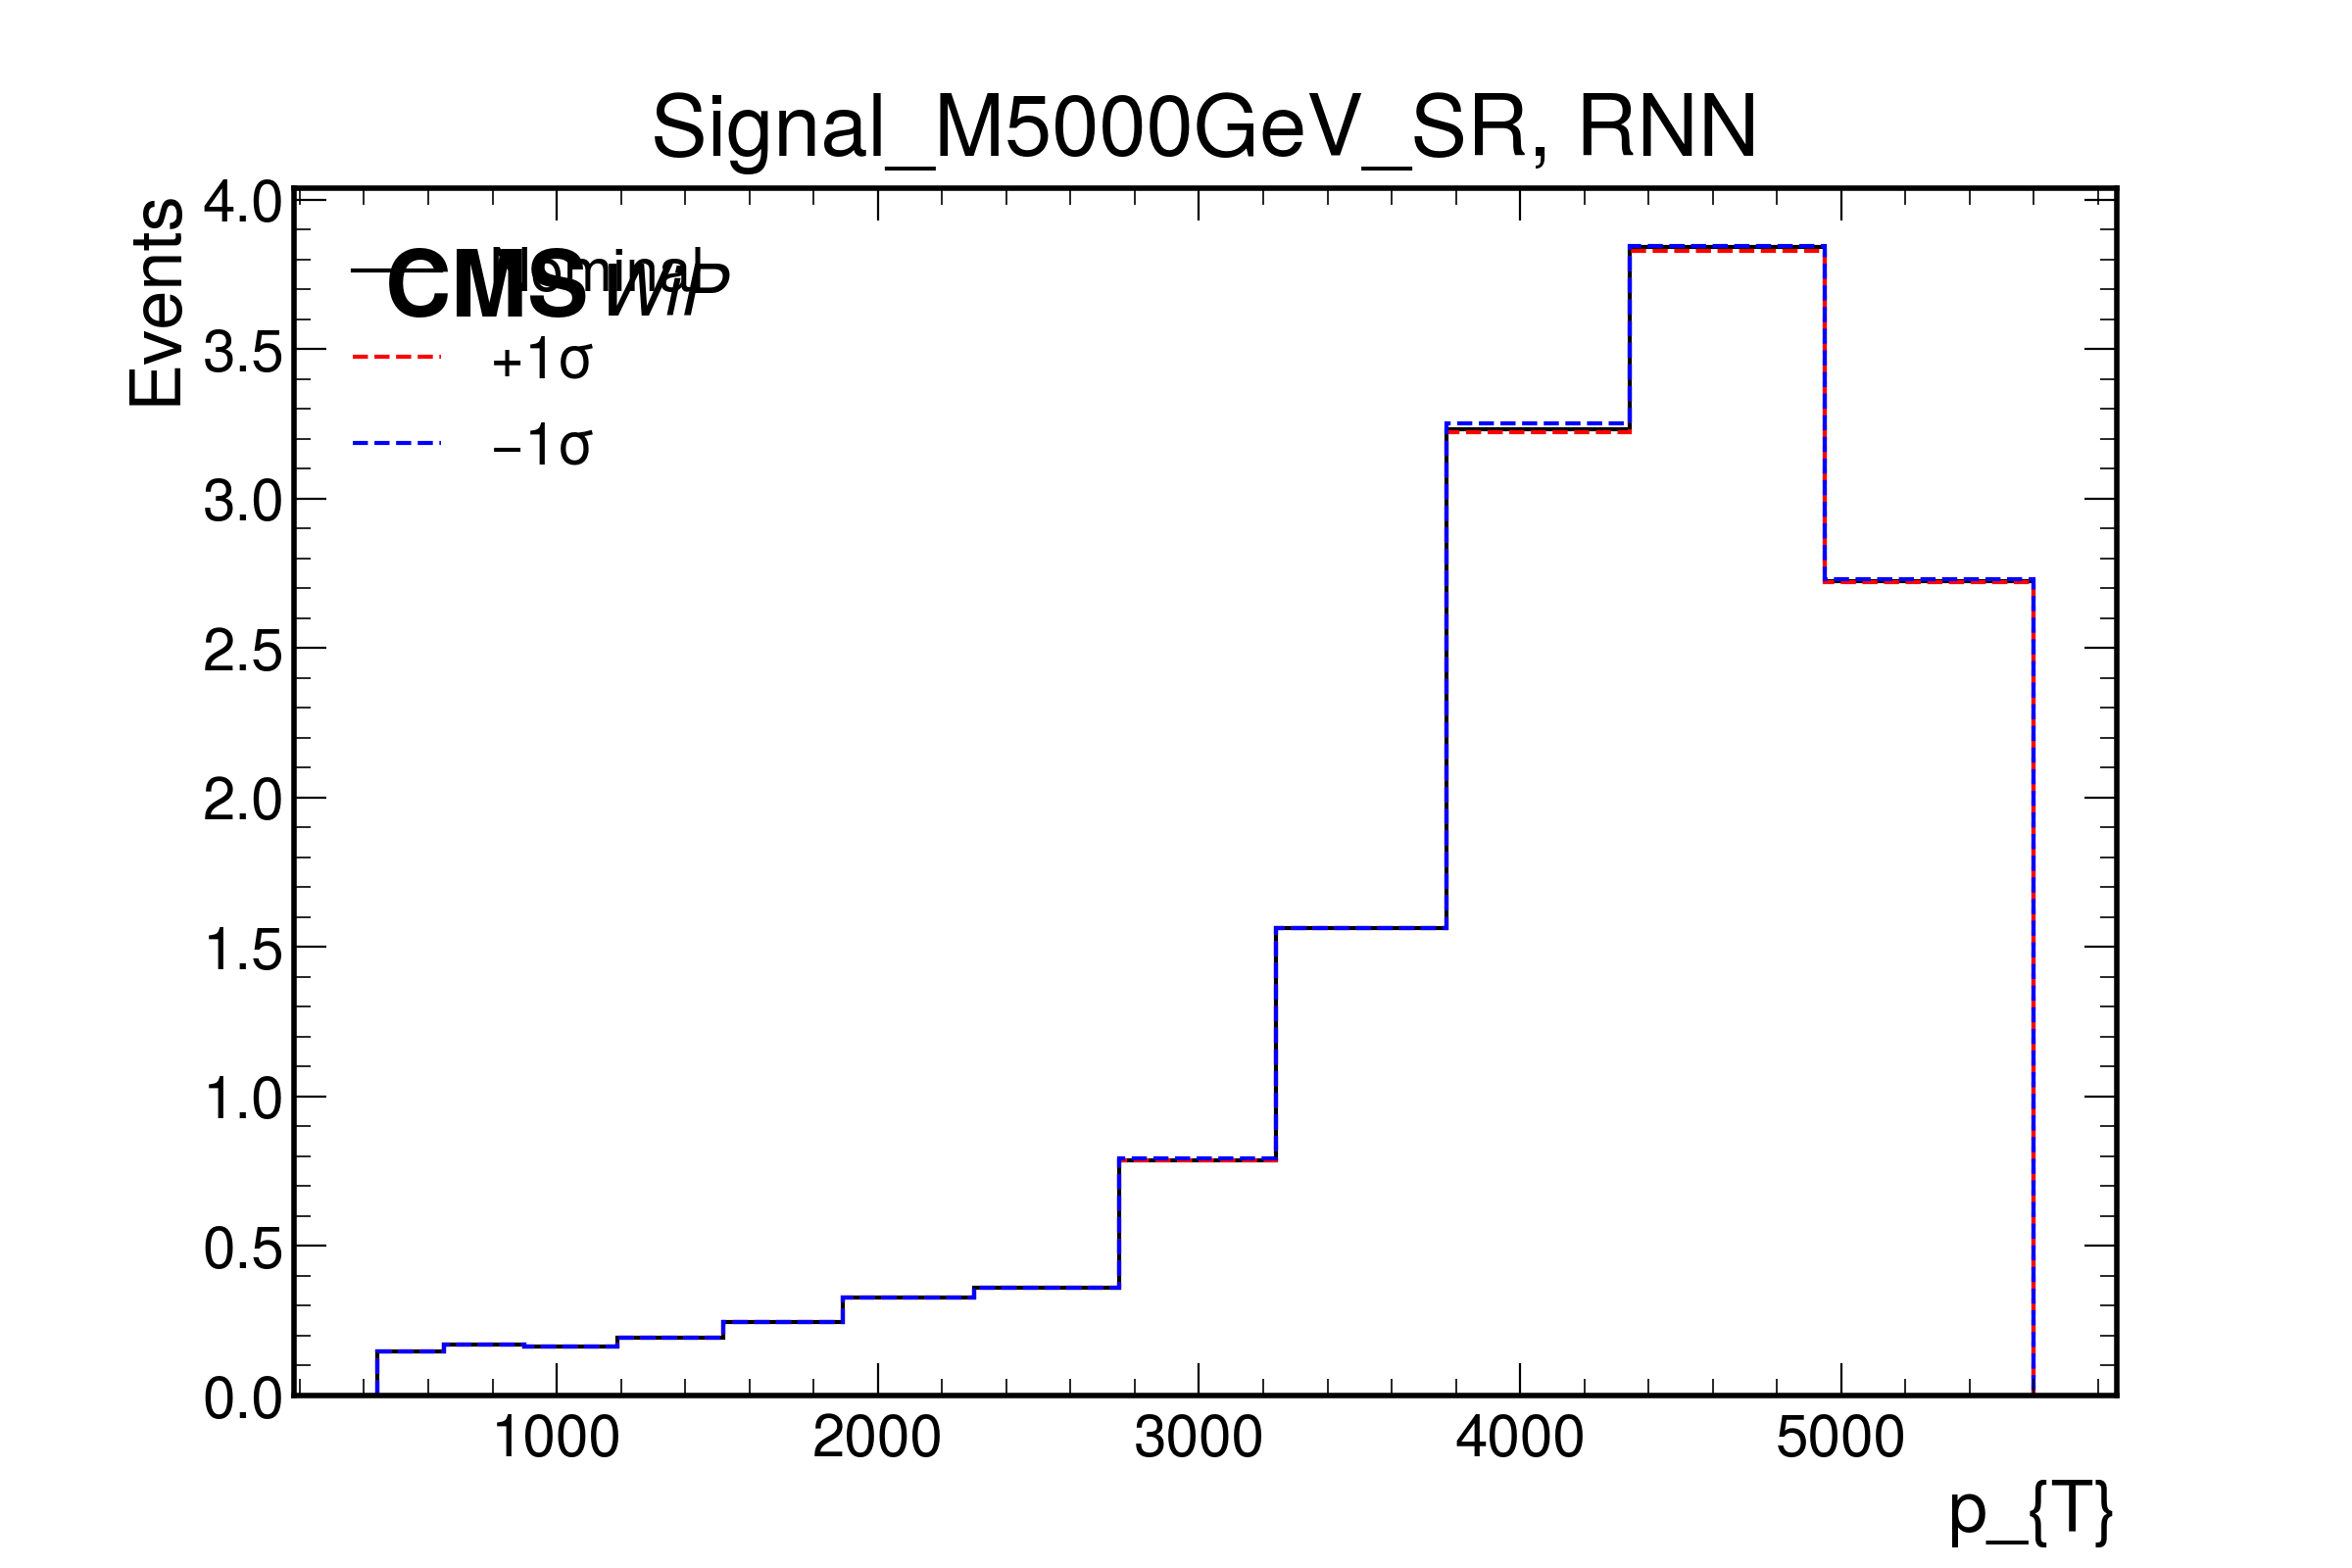 Signal_M5000GeV_SR, RNN
Events
4.0
3.5
3.0
2.5
2.0
1.5
1.0
0.5
0.0
CMS WiP
Nominal
+1σ
−1σ
1000 2000 3000 4000 5000
p_{T}